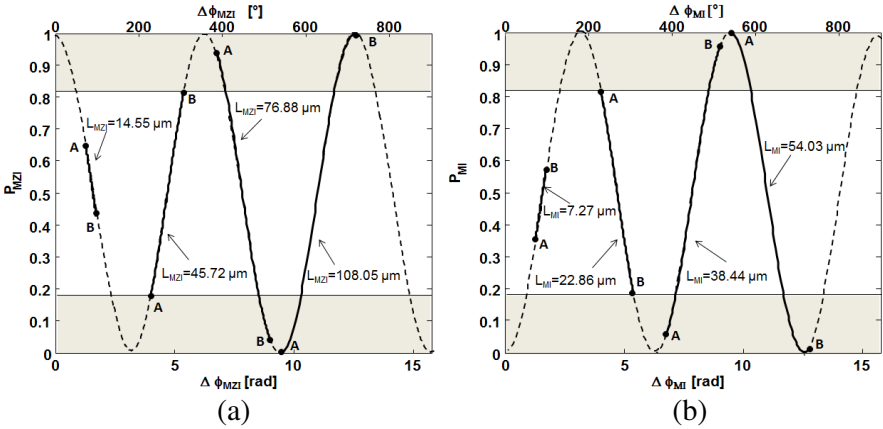 Δ ϕMZI [°]
0 200 400 600 800
1
0.9
0.8
0.7
0.6
0.5
0.4
0.3
0.2
0.1
0
PMZI
A
B
LMZI=14.55 µm
B
A
LMZI=45.72 µm
A
B
LMZI=76.88 µm
A
B
LMZI=108.05 µm
0 5 10 15
Δ ϕMZI [rad]
(a)
Δ ϕMI [°]
0 200 400 600 800
1
0.9
0.8
0.7
0.6
0.5
0.4
0.3
0.2
0.1
0
PMI
B
A
LMI=7.27 µm
A
B
LMI=22.86 µm
B
A
LMI=38.44 µm
A
B
LMI=54.03 µm
0 5 10 15
Δ ϕMI [rad]
(b)